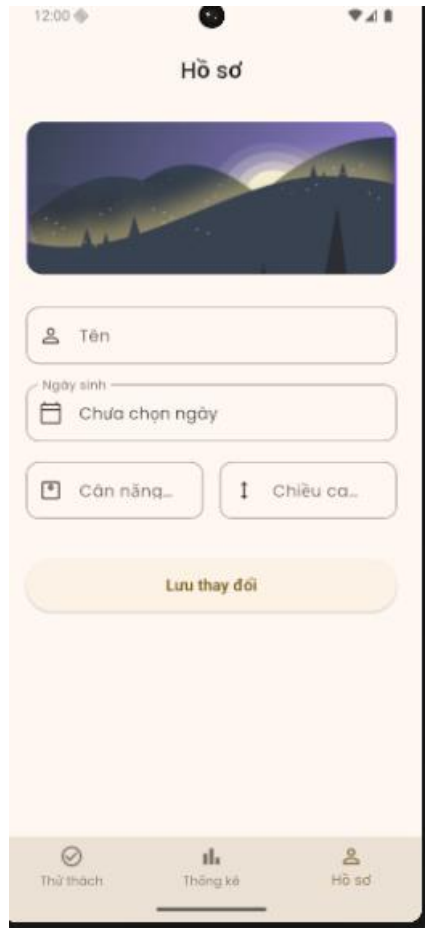 12:00
Hồ sơ
Tên
Ngày sinh
Chưa chọn ngày
Cân nặng…
Chiều ca…
Lưu thay đổi
Thử thách
Thống kê
Hồ sơ